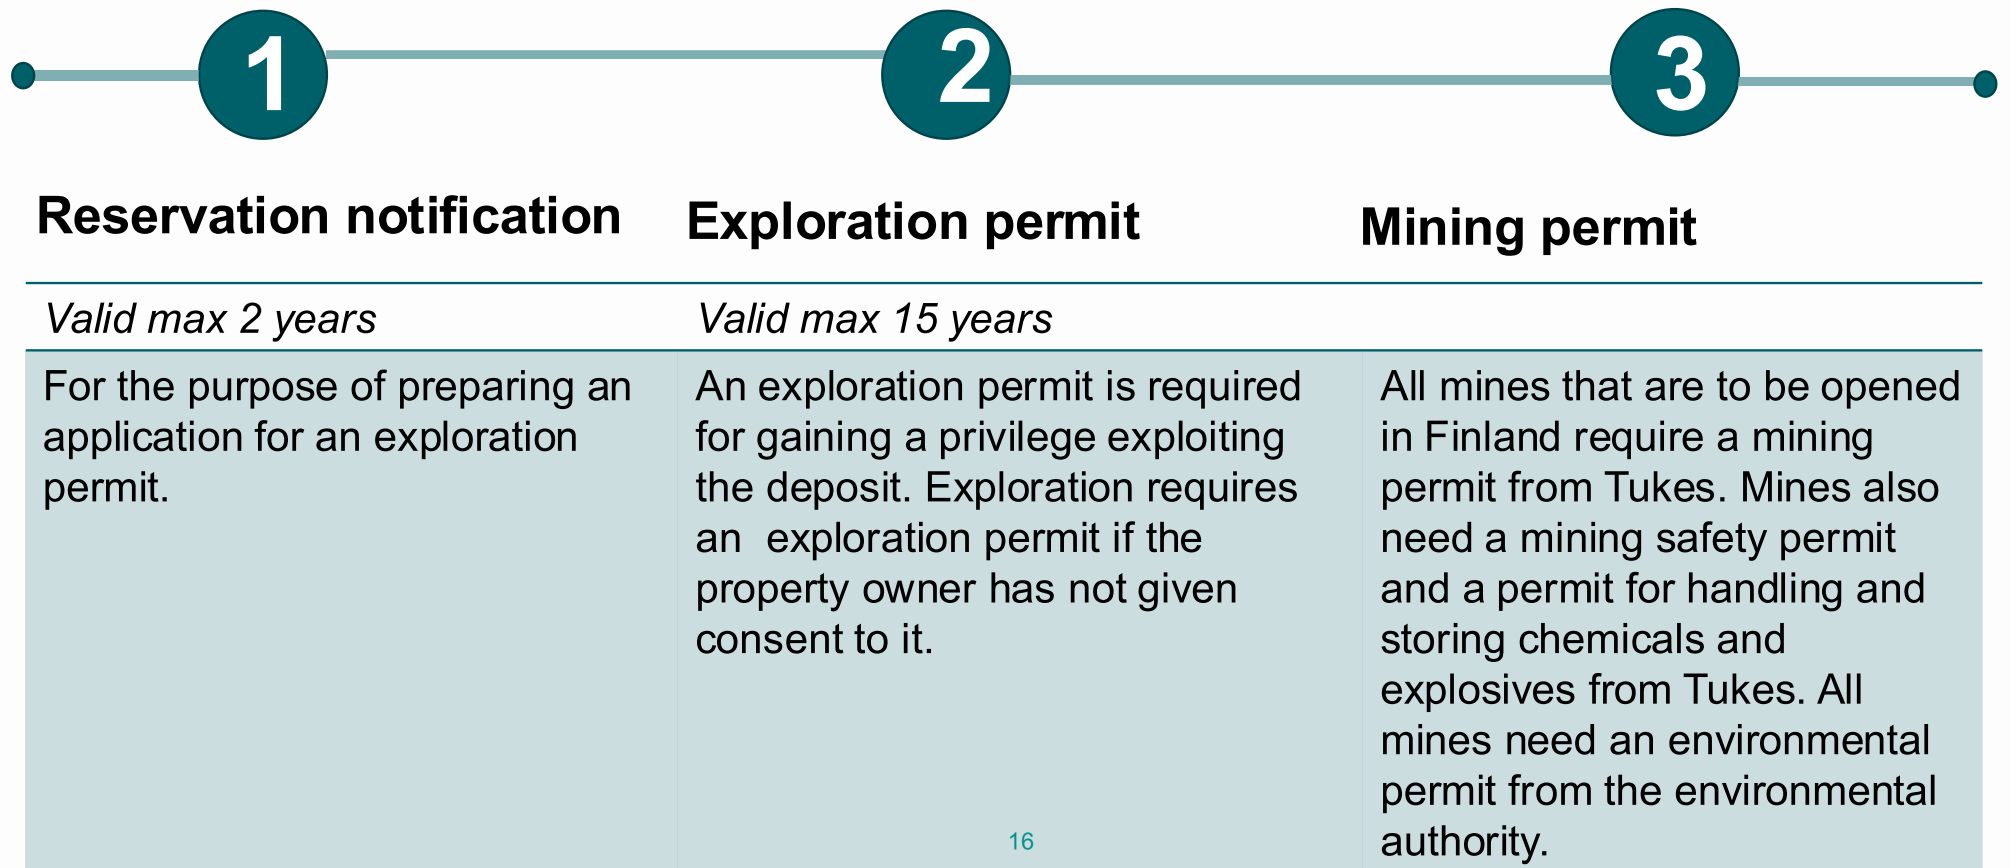 1
2
3
Reservation notification
Exploration permit
Mining permit
Valid max 2 years
Valid max 15 years
For the purpose of preparing an
application for an exploration
permit.
An exploration permit is required
for gaining a privilege exploiting
the deposit. Exploration requires
an  exploration permit if the
property owner has not given
consent to it.
All mines that are to be opened
in Finland require a mining
permit from Tukes. Mines also
need a mining safety permit
and a permit for handling and
storing chemicals and
explosives from Tukes. All
mines need an environmental
permit from the environmental
authority.
16